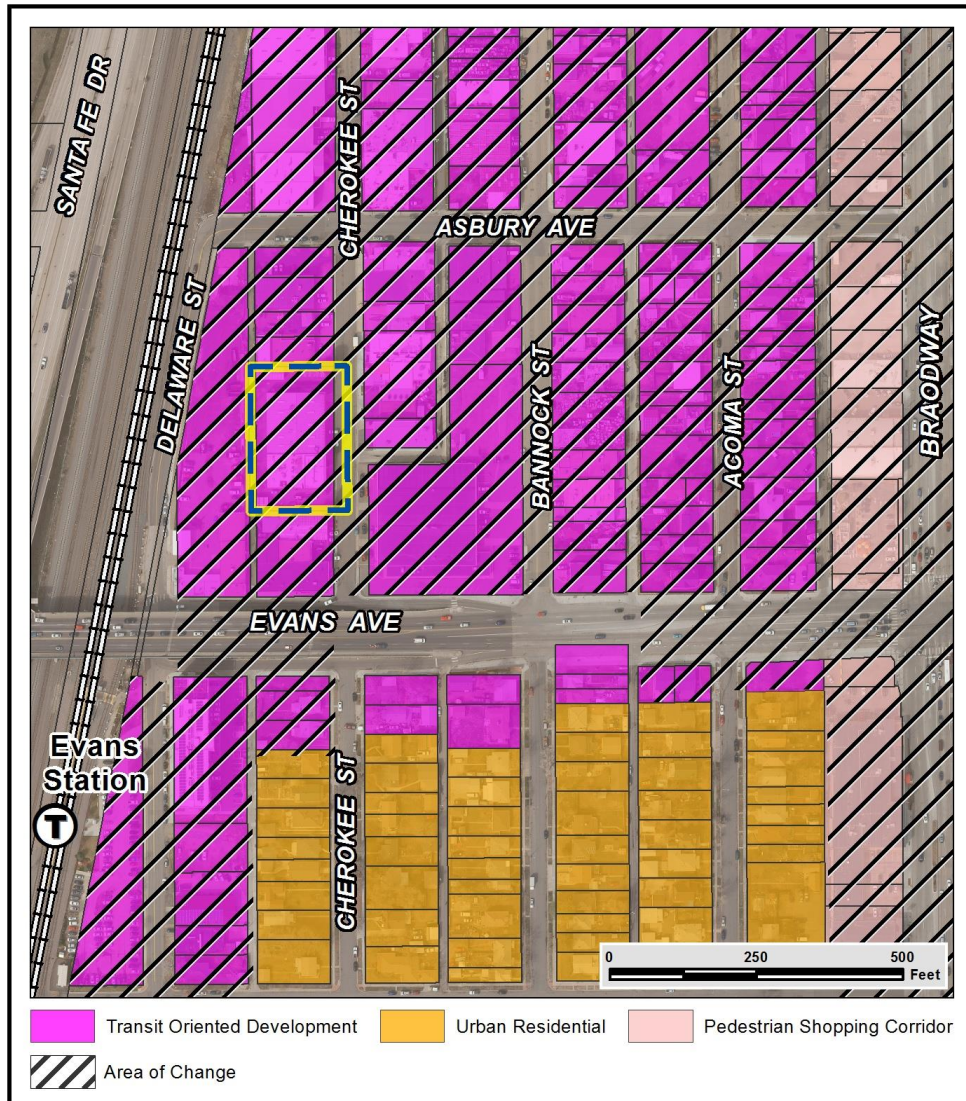 SANTA FE DR
CHEROKEE ST
ASBURY AVE
DELAWARE ST
BANNOCK ST
ACOMA ST
BRAODWAY
EVANS AVE
Evans
Station
T
CHEROKEE ST
0 250 500
Feet
Transit Oriented Development Urban Residential Pedestrian Shopping Corridor
Area of Change